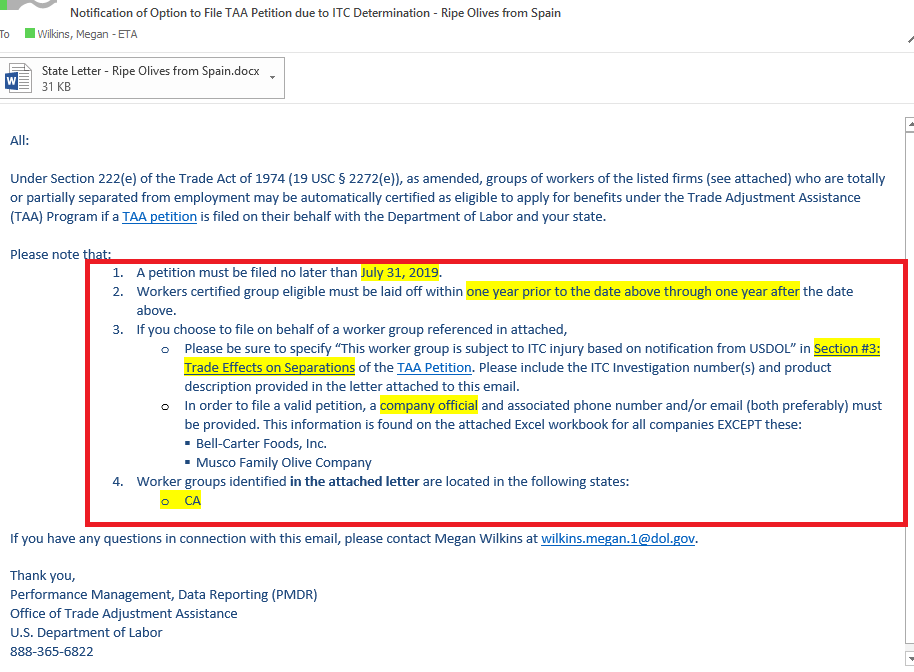 Notification of Option to File TAA Petition due to ITC Determination - Ripe Olives from Spain
To Wilkins, Megan - ETA
State Letter - Ripe Olives from Spain.docx
31 KB
All:
Under Section 222(e) of the Trade Act of 1974 (19 USC § 2272(e)), as amended, groups of workers of the listed firms (see attached) who are totally
or partially separated from employment may be automatically certified as eligible to apply for benefits under the Trade Adjustment Assistance
(TAA) Program if a TAA petition is filed on their behalf with the Department of Labor and your state.
Please note that:
1. A petition must be filed no later than July 31, 2019.
2. Workers certified group eligible must be laid off within one year prior to the date above through one year after the date
above.
3. If you choose to file on behalf of a worker group referenced in attached,
o Please be sure to specify “This worker group is subject to ITC injury based on notification from USDOL” in Section #3:
Trade Effects on Separations of the TAA Petition. Please include the ITC Investigation number(s) and product
description provided in the letter attached to this email.
o In order to file a valid petition, a company official and associated phone number and/or email (both preferably) must
be provided. This information is found on the attached Excel workbook for all companies EXCEPT these:
▪ Bell-Carter Foods, Inc.
▪ Musco Family Olive Company
4. Worker groups identified in the attached letter are located in the following states:
o CA
If you have any questions in connection with this email, please contact Megan Wilkins at wilkins.megan.1@dol.gov.
Thank you,
Performance Management, Data Reporting (PMDR)
Office of Trade Adjustment Assistance
U.S. Department of Labor
888-365-6822